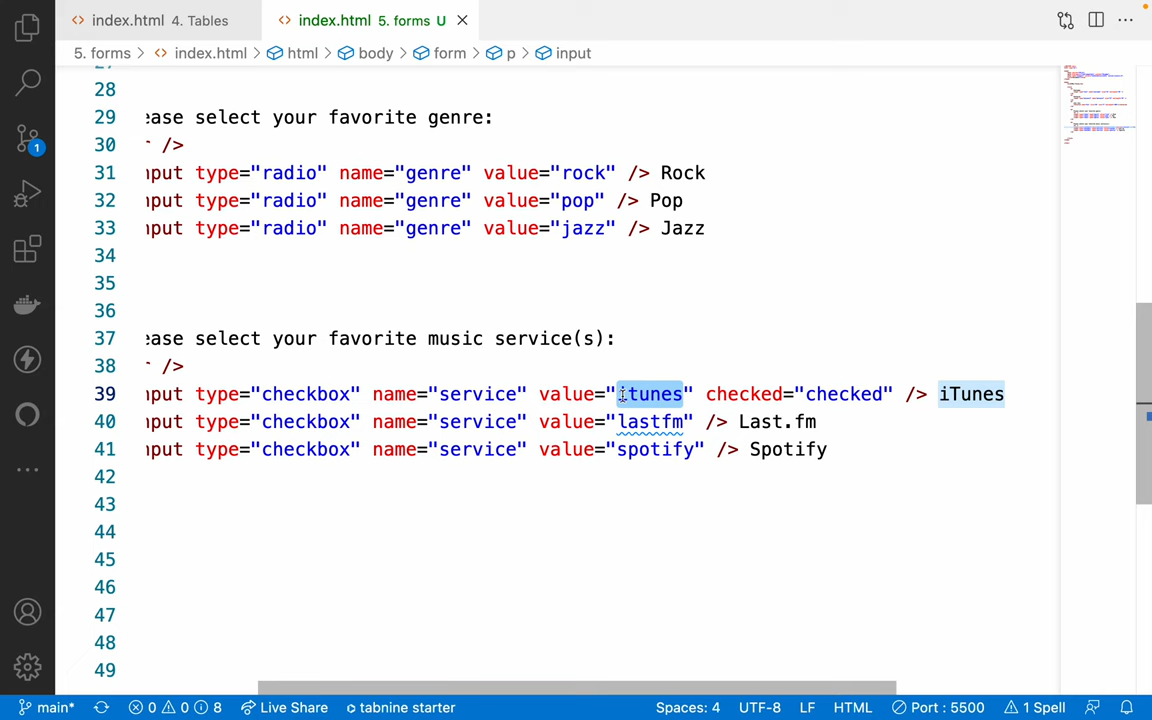 index.html 4. Tables
index.html 5. forms U
5. forms > index.html > html > body > form > p > input
28
29 ease select your favorite genre:
30 />
31 nput type="radio" name="genre" value="rock" /> Rock
32 nput type="radio" name="genre" value="pop" /> Pop
33 nput type="radio" name="genre" value="jazz" /> Jazz
34
35
36
37 ease select your favorite music service(s):
38 />
39 nput type="checkbox" name="service" value="itunes" checked="checked" /> iTunes
40 nput type="checkbox" name="service" value="lastfm" /> Last.fm
41 nput type="checkbox" name="service" value="spotify" /> Spotify
42
43
44
45
46
47
48
49
1
main* 0 0 8 Live Share tabnine starter Spaces: 4 UTF-8 LF HTML Port : 5500 1 Spell